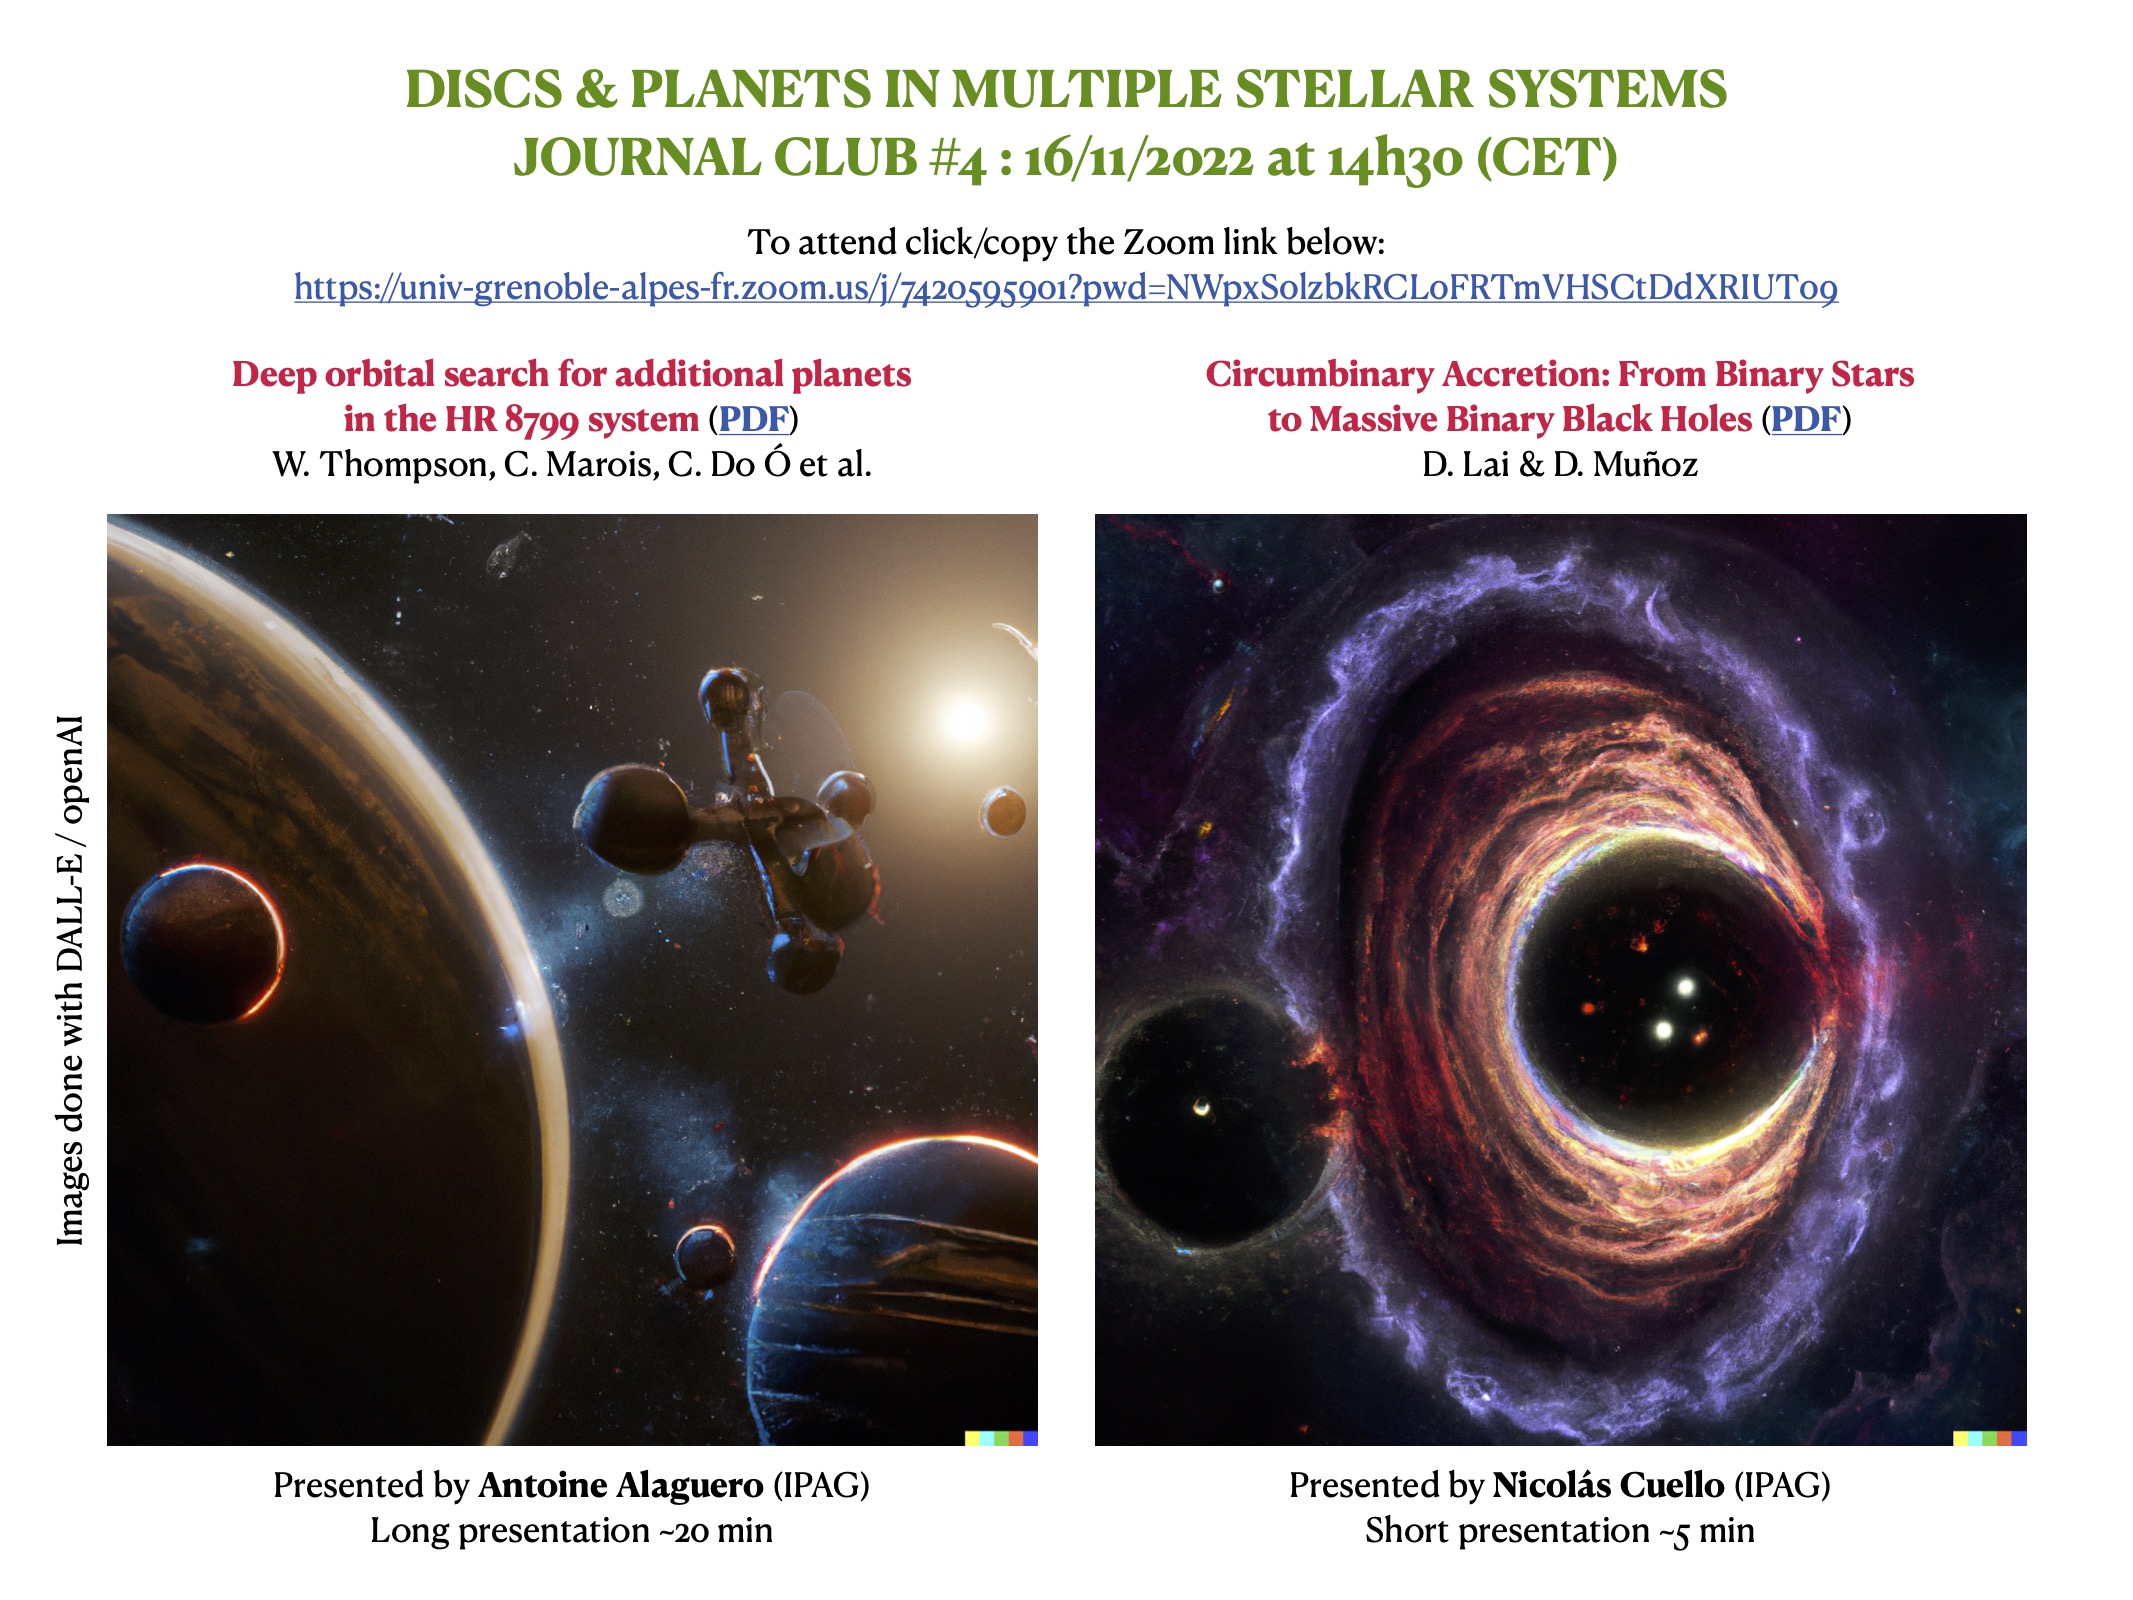 DISCS & PLANETS IN MULTIPLE STELLAR SYSTEMS
JOURNAL CLUB #4 : 16/11/2022 at 14h30 (CET)
To attend click/copy the Zoom link below:
https://univ-grenoble-alpes-fr.zoom.us/j/7420595901?pwd=NWpxS0lzbkRCL0FRTmVHSCtDdXRIUT09
Deep orbital search for additional planets
in the HR 8799 system (PDF)
W. Thompson, C. Marois, C. Do Ó et al.
Circumbinary Accretion: From Binary Stars
to Massive Binary Black Holes (PDF)
D. Lai & D. Muñoz
Images done with DALL-E / openAI
Presented by Antoine Alaguero (IPAG)
Long presentation ~20 min
Presented by Nicolás Cuello (IPAG)
Short presentation ~5 min